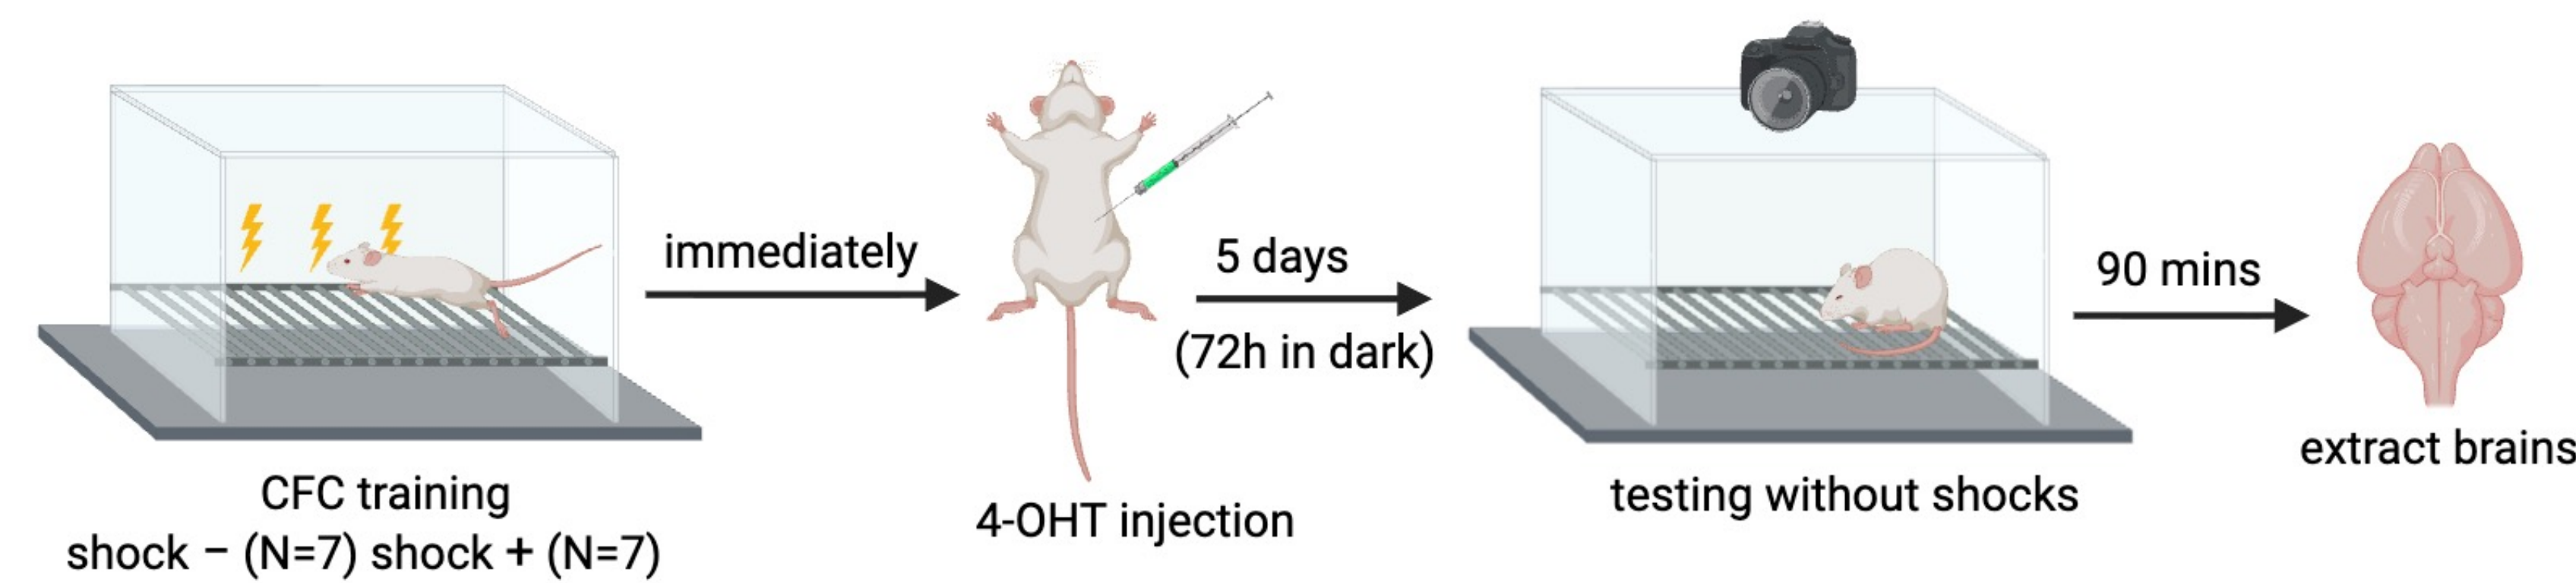 CFC training
shock − (N=7) shock + (N=7)
immediately
4-OHT injection
5 days
(72h in dark)
testing without shocks
90 mins
extract brains